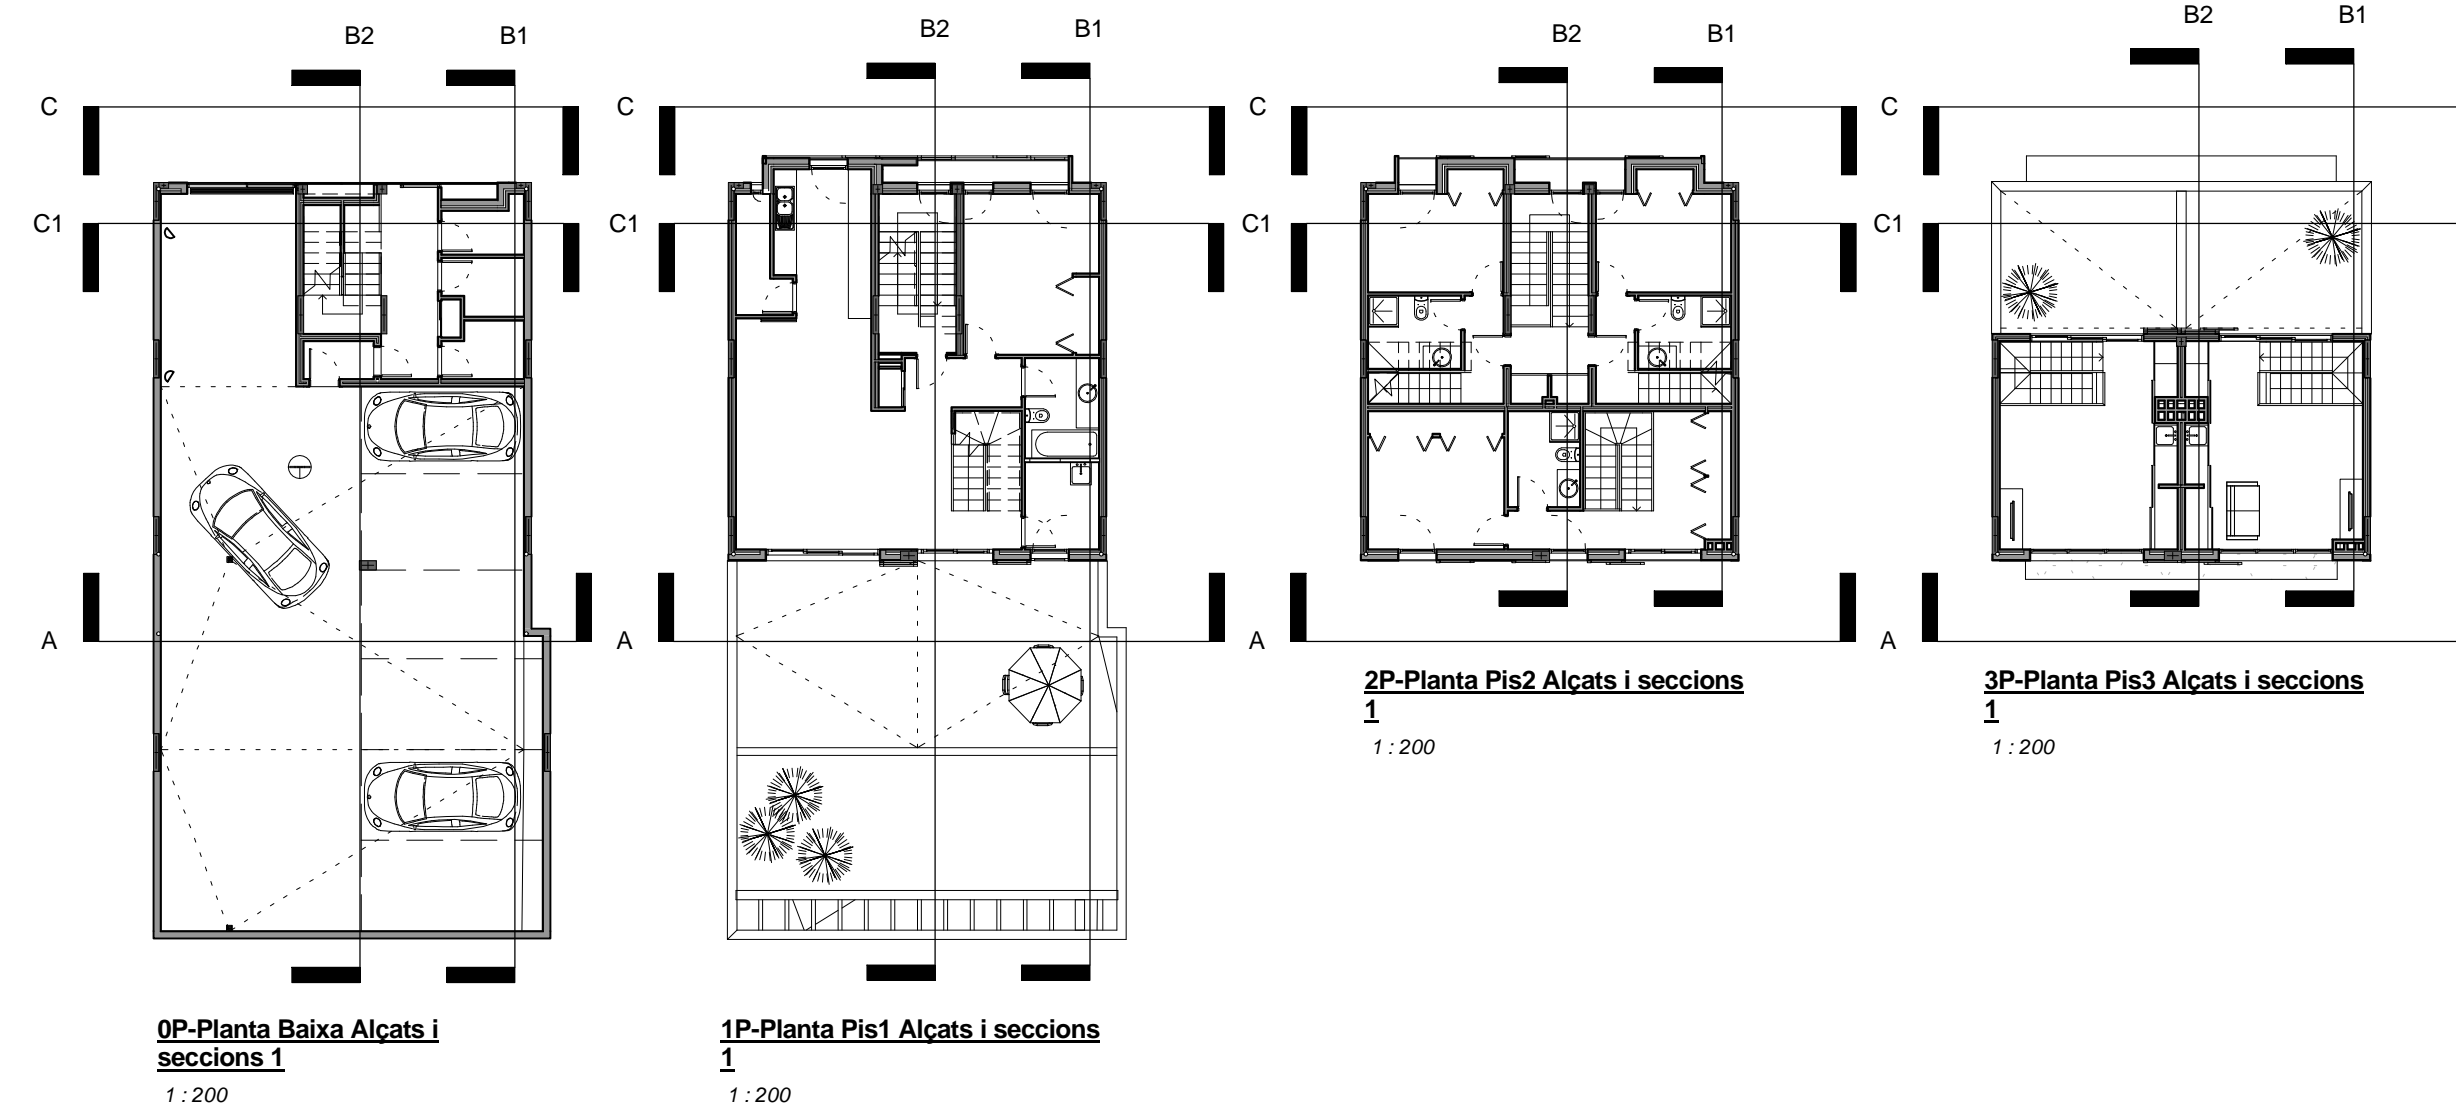 B2 B1
C
C1
A
0P-Planta Baixa Alçats i
seccions 1
1 : 200
B2 B1
C
C1
A
1P-Planta Pis1 Alçats i seccions
1
1 : 200
B2 B1
C
C1
A
2P-Planta Pis2 Alçats i seccions
1
1 : 200
B2 B1
C
C1
A
3P-Planta Pis3 Alçats i seccions
1
1 : 200